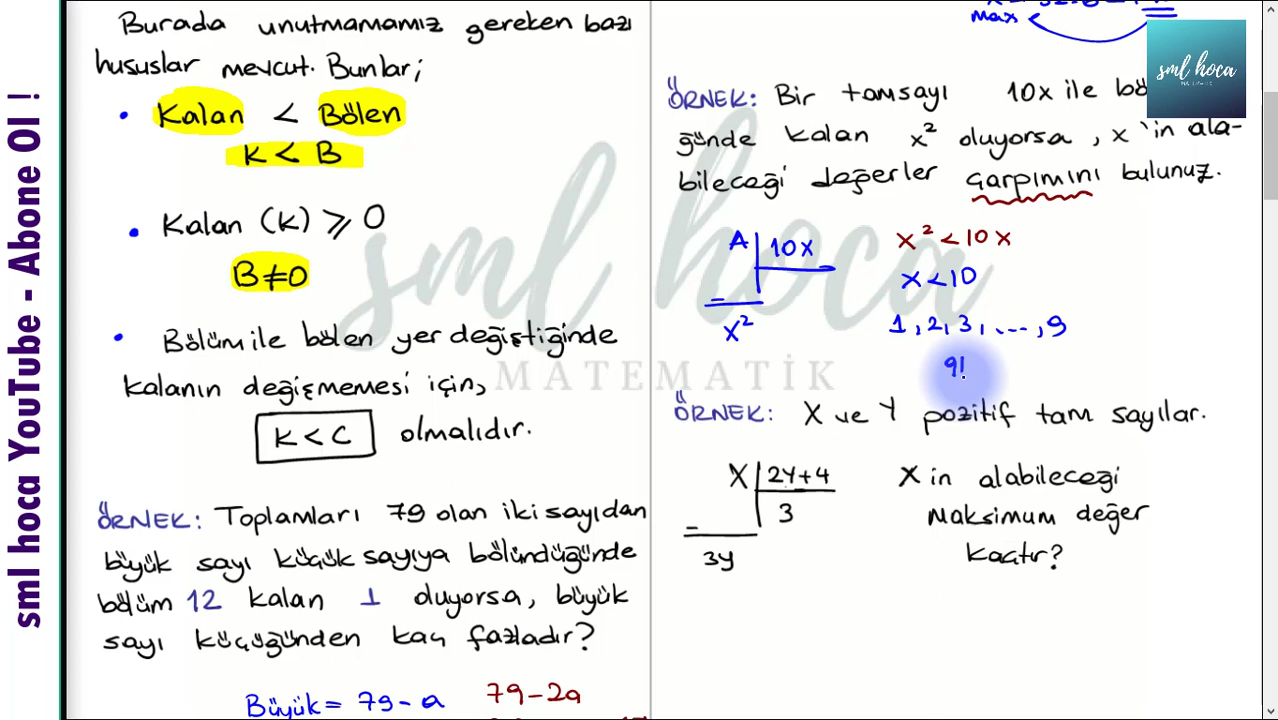 sml hoca YouTube - Abone Ol !
Burada unutmamamız gereken bazı
hususlar mevcut. Bunlar;
• Kalan < Bölen
K < B
• Kalan (k) ⩾ 0
B≠0
• Bölüm ile bölen yer değiştiğinde
kalanın değişmemesi için,
K < C olmalıdır.
ÖRNEK: Toplamları 79 olan iki sayıdan
büyük sayı küçük sayıya bölündüğünde
bölüm 12 kalan 1 oluyorsa, büyük
sayı küçüğünden kaç fazladır?
Büyük = 79 - a
79 - 2a
max
sml hoca
ÖRNEK: Bir tamsayı 10x ile
ğünde kalan x² oluyorsa, x 'in ala-
bileceği değerler çarpımını bulunuz.
A 10x
x²
x² < 10x
x < 10
1, 2, 3, ..., 9
9!
sml hoca
MATEMATİK
ÖRNEK: X ve Y pozitif tam sayılar.
X 2Y+4
3
3y
X in alabileceği
maksimum değer
kaçtır?